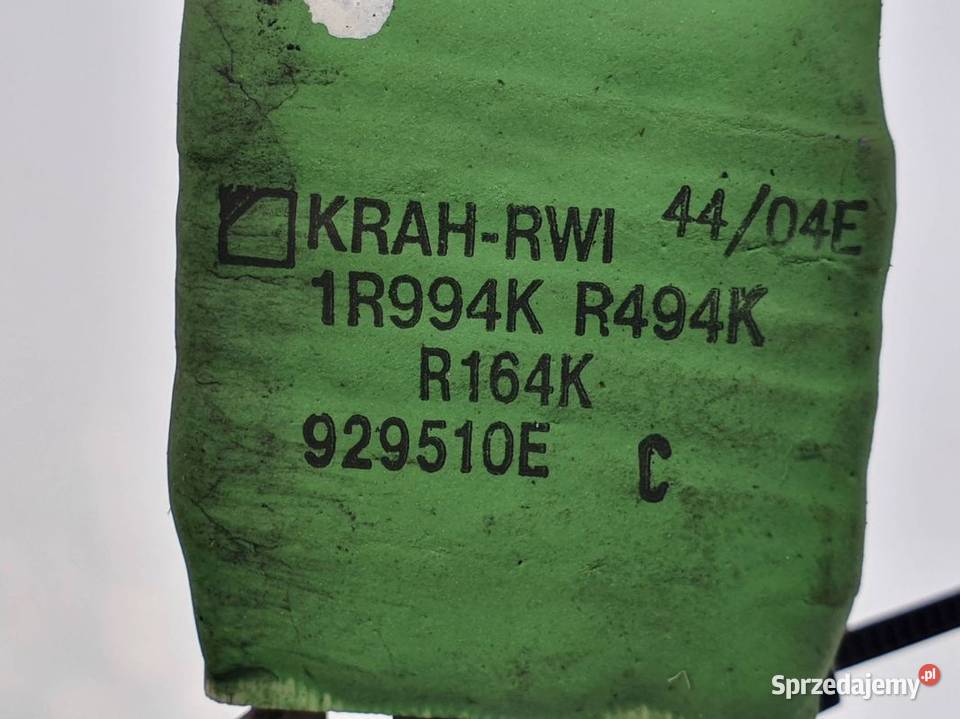 KRAH-RWI 44/04E
1R994K R494K
R164K
929510E C
Sprzedajemy.pl